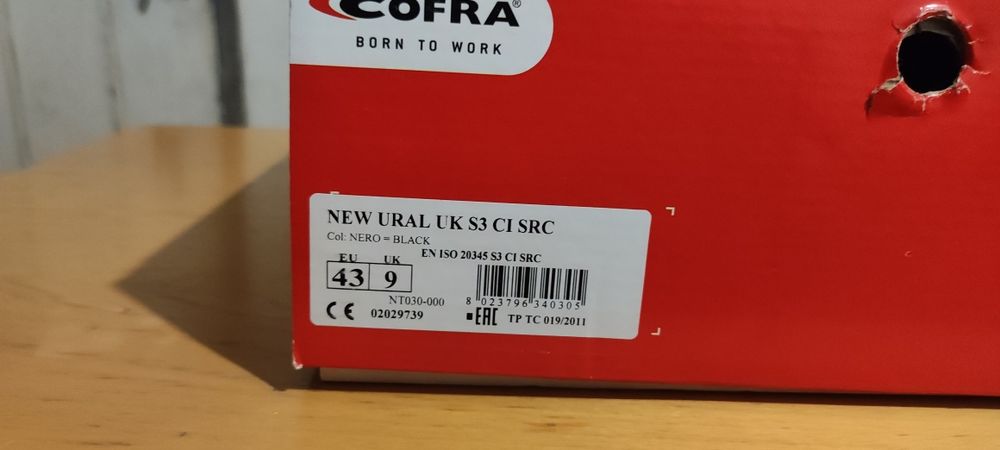 COFRA®
BORN TO WORK
NEW URAL UK S3 CI SRC
Col: NERO = BLACK
EN ISO 20345 S3 CI SRC
EU UK
43 9
NT030-000
8 023796 340305
CE 02029739 EAC TP TC 019/2011